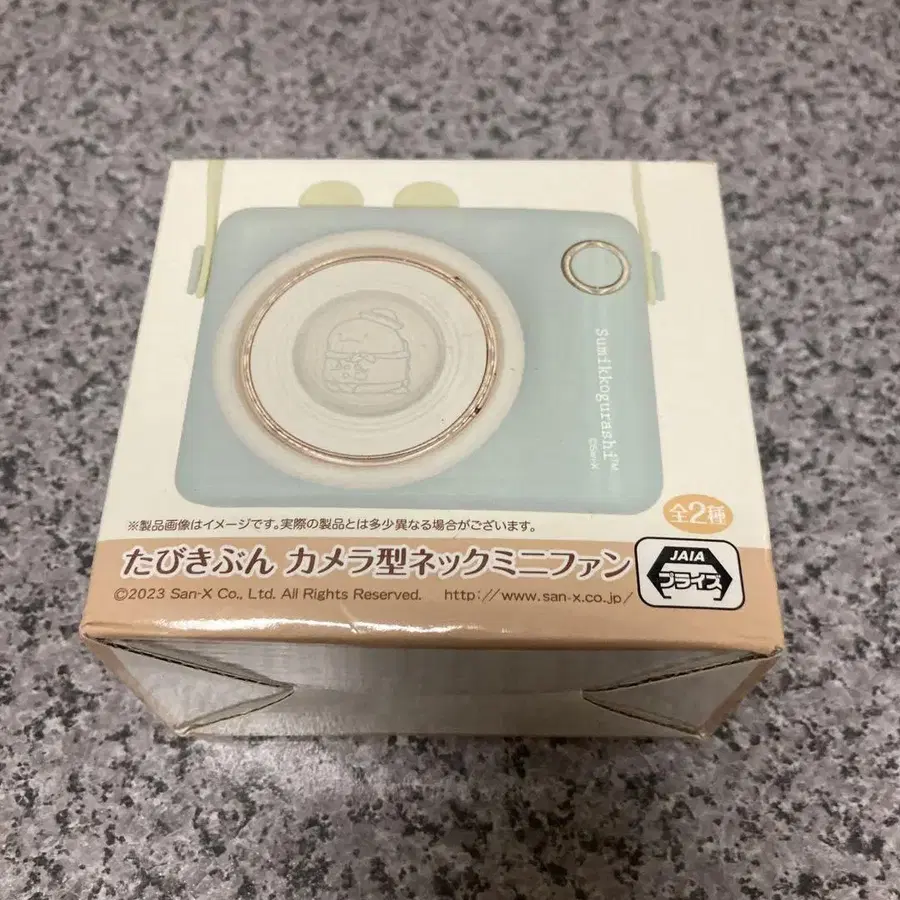 Sumikkogurashi™
©San-X
※製品画像はイメージです。実際の製品とは多少異なる場合がございます。
全2種
たびきぶん カメラ型ネックミニファン
JAIA
プライズ
©2023 San-X Co., Ltd. All Rights Reserved. http://www.san-x.co.jp/